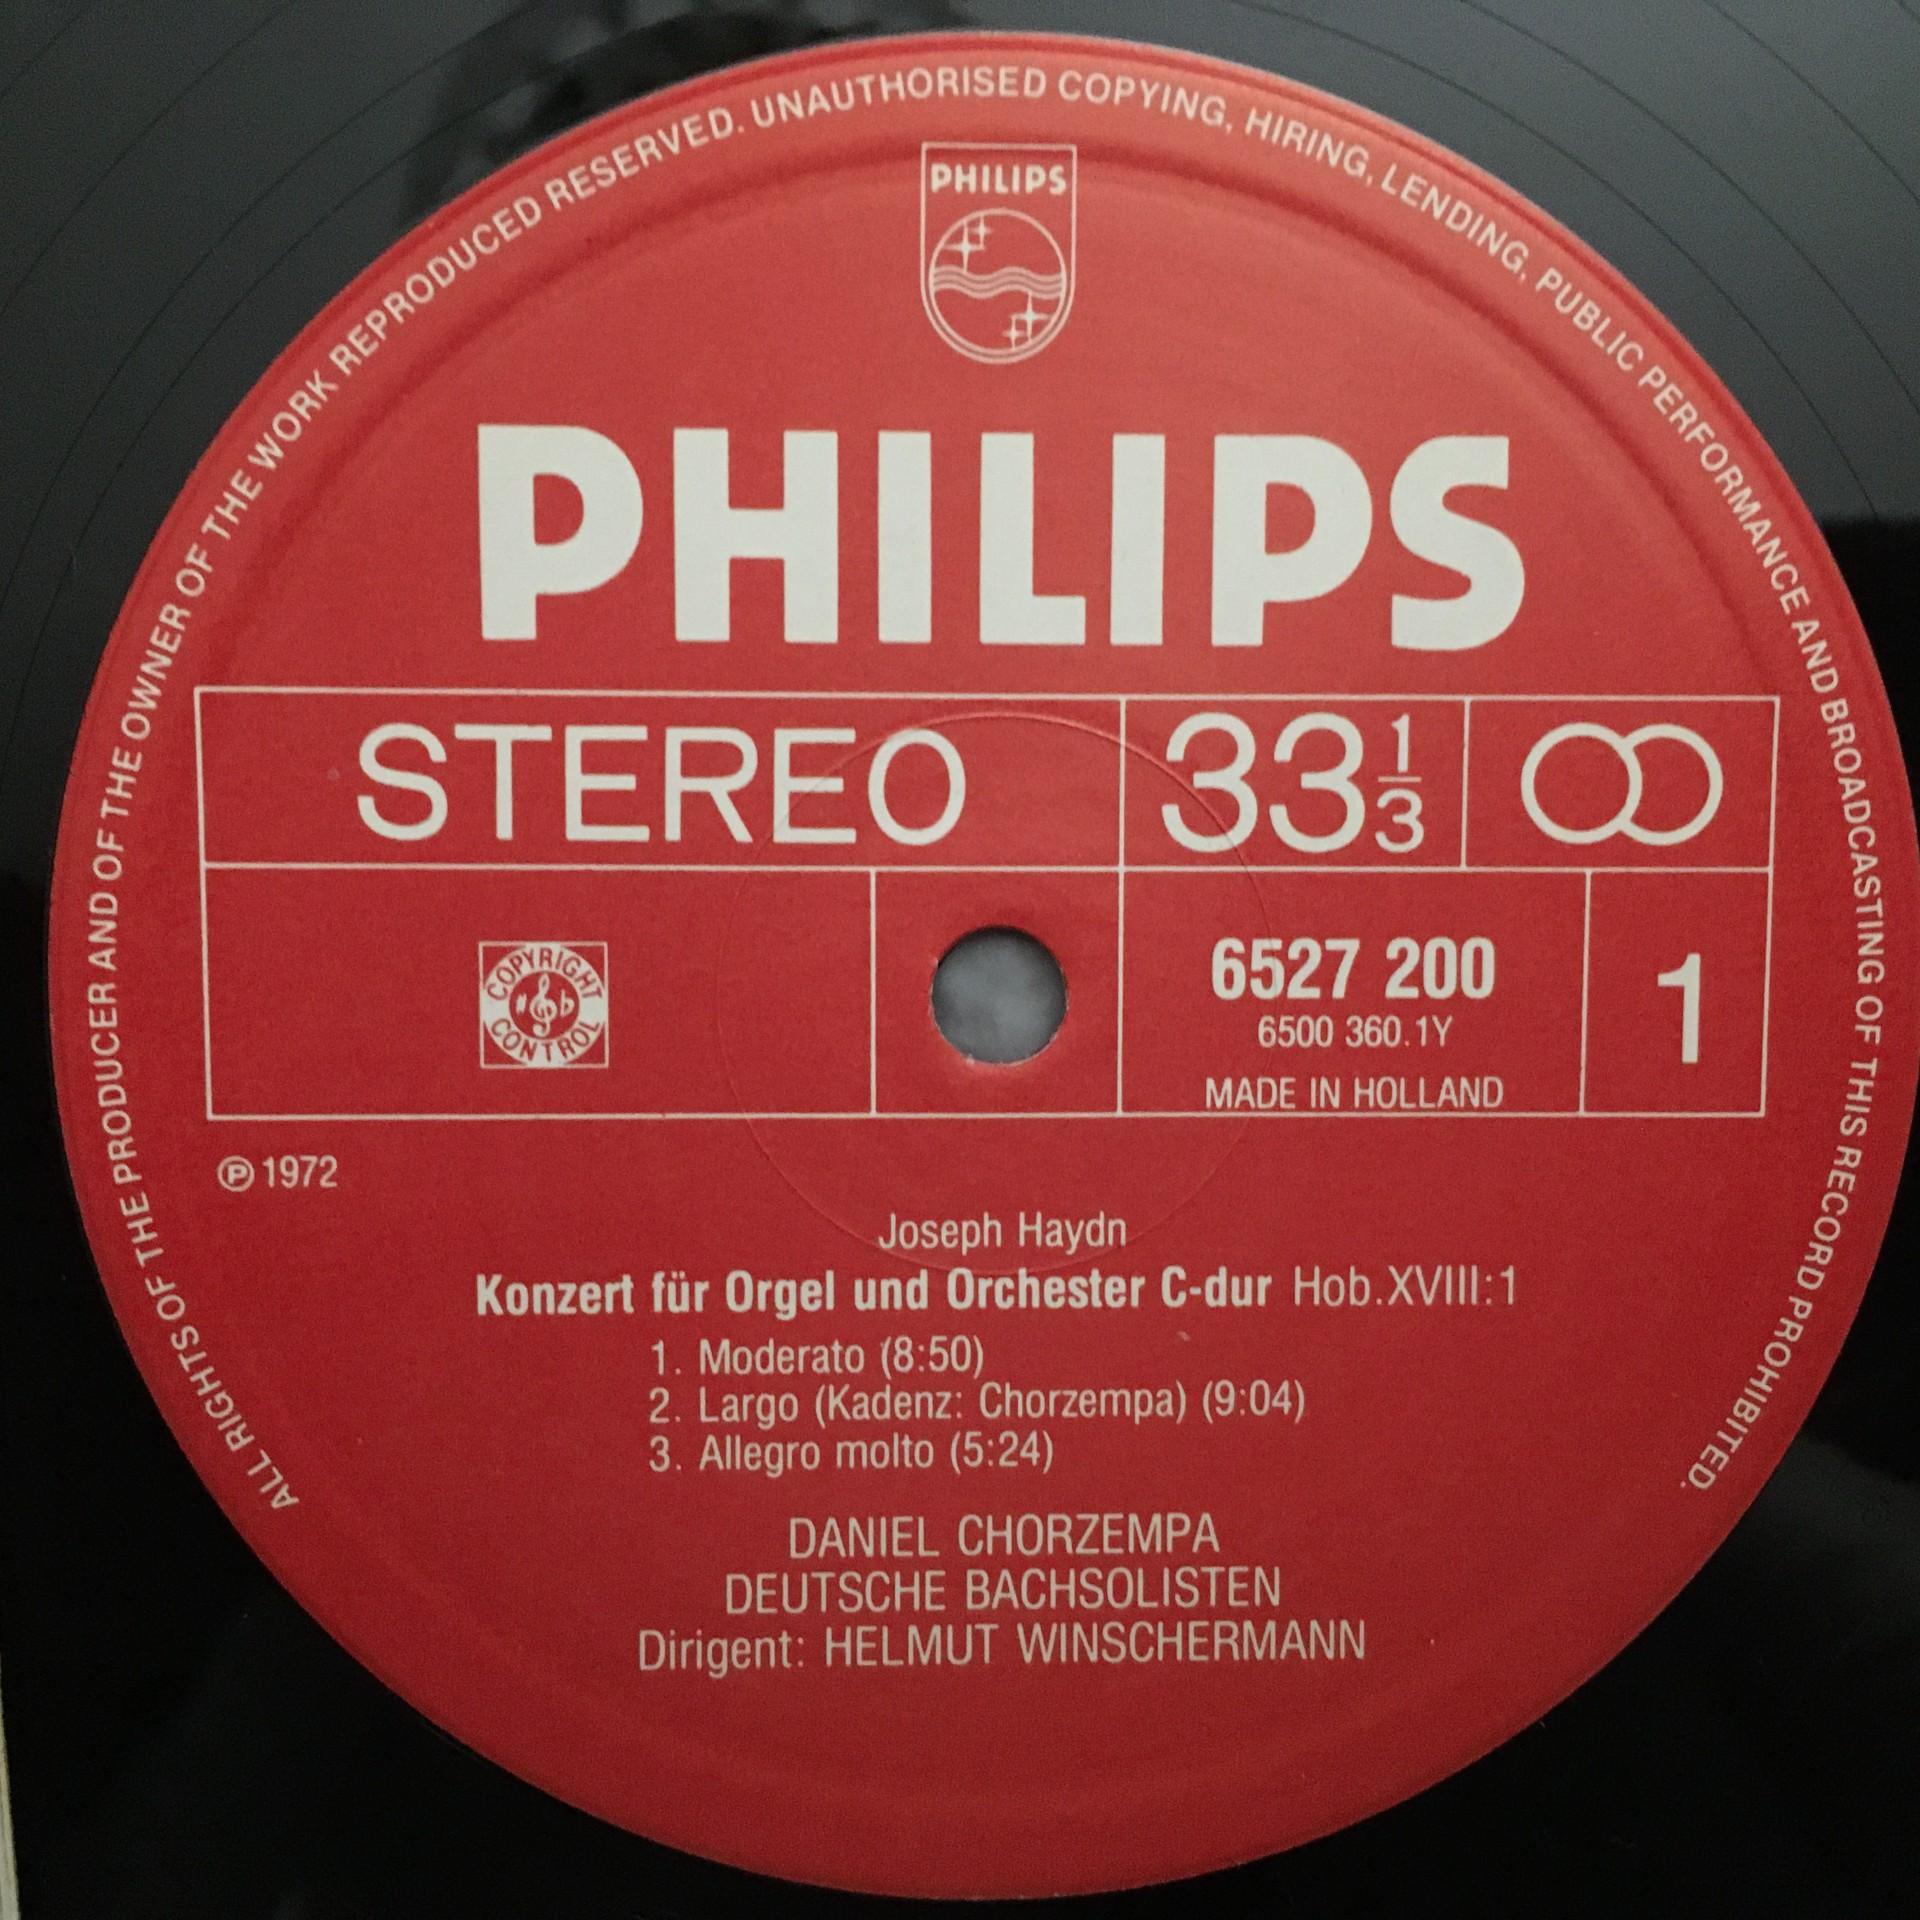 ALL RIGHTS OF THE PRODUCER AND OF THE OWNER OF THE WORK REPRODUCED RESERVED. UNAUTHORISED COPYING, HIRING, LENDING, PUBLIC PERFORMANCE AND BROADCASTING OF THIS RECORD PROHIBITED.
PHILIPS
PHILIPS
STEREO 33 1/3
COPYRIGHT CONTROL
6527 200
6500 360.1Y
MADE IN HOLLAND
1
℗ 1972
Joseph Haydn
Konzert für Orgel und Orchester C-dur Hob.XVIII:1
1. Moderato (8:50)
2. Largo (Kadenz: Chorzempa) (9:04)
3. Allegro molto (5:24)
DANIEL CHORZEMPA
DEUTSCHE BACHSOLISTEN
Dirigent: HELMUT WINSCHERMANN